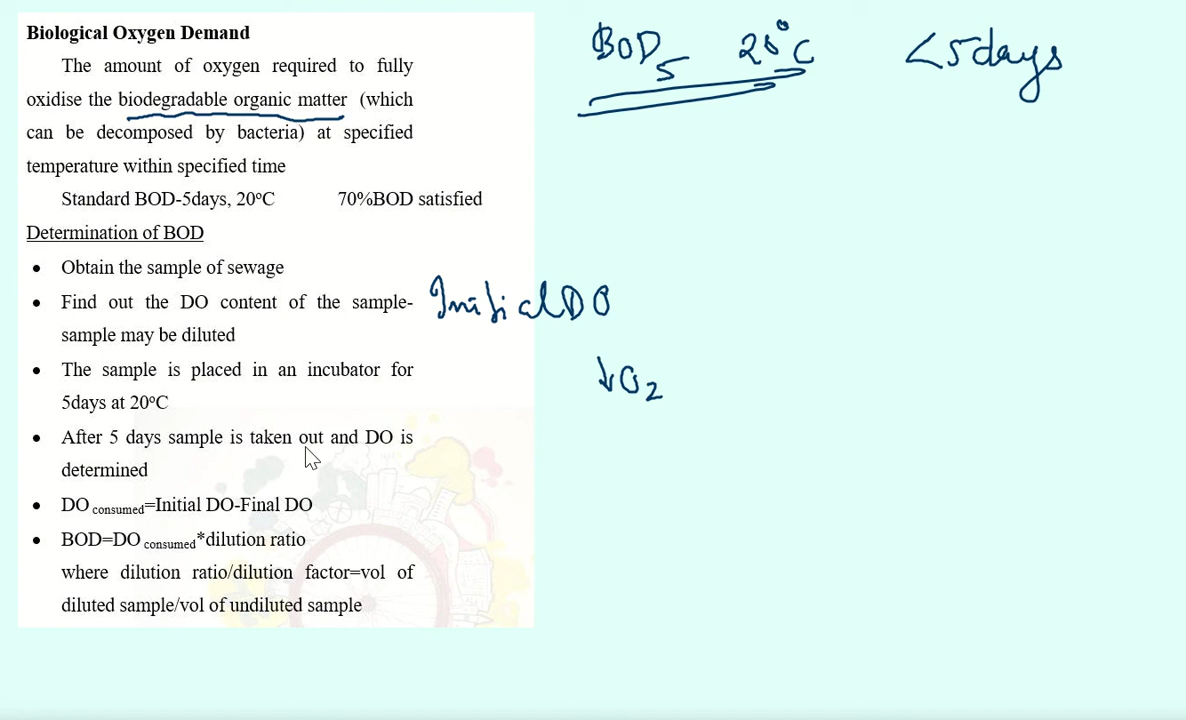 Biological Oxygen Demand
The amount of oxygen required to fully
oxidise the biodegradable organic matter (which
can be decomposed by bacteria) at specified
temperature within specified time
Standard BOD-5days, 20°C 70%BOD satisfied
Determination of BOD
• Obtain the sample of sewage
• Find out the DO content of the sample-
sample may be diluted
• The sample is placed in an incubator for
5days at 20°C
• After 5 days sample is taken out and DO is
determined
• DO consumed=Initial DO-Final DO
• BOD=DO consumed*dilution ratio
where dilution ratio/dilution factor=vol of
diluted sample/vol of undiluted sample
BOD5 20°C <5days
Initial DO
↓O2